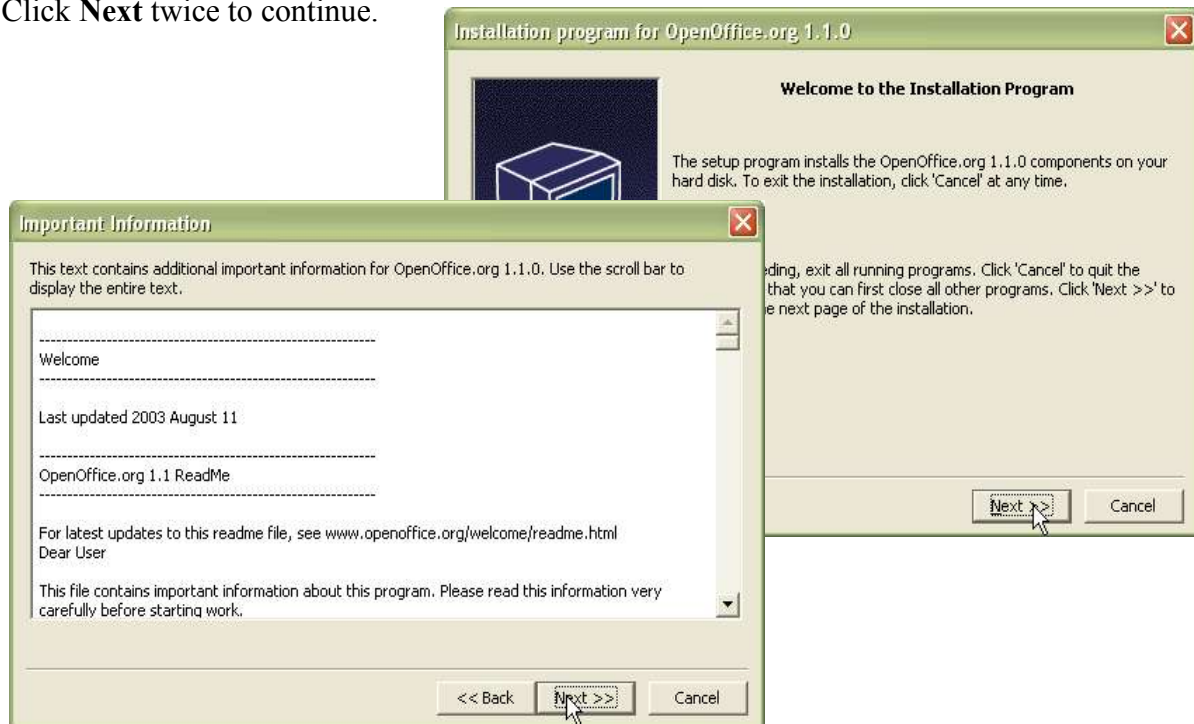 Click Next twice to continue.
Installation program for OpenOffice.org 1.1.0
Welcome to the Installation Program
The setup program installs the OpenOffice.org 1.1.0 components on your
hard disk. To exit the installation, click 'Cancel' at any time.
exit all running programs. Click 'Cancel' to quit the
that you can first close all other programs. Click 'Next >>' to
next page of the installation.
Next >>
Cancel
Important Information
This text contains additional important information for OpenOffice.org 1.1.0. Use the scroll bar to
display the entire text.
------------------------------------------------------------
Welcome
------------------------------------------------------------
Last updated 2003 August 11
------------------------------------------------------------
OpenOffice.org 1.1 ReadMe
------------------------------------------------------------
For latest updates to this readme file, see www.openoffice.org/welcome/readme.html
Dear User
This file contains important information about this program. Please read this information very
carefully before starting work.
<< Back
Next >>
Cancel